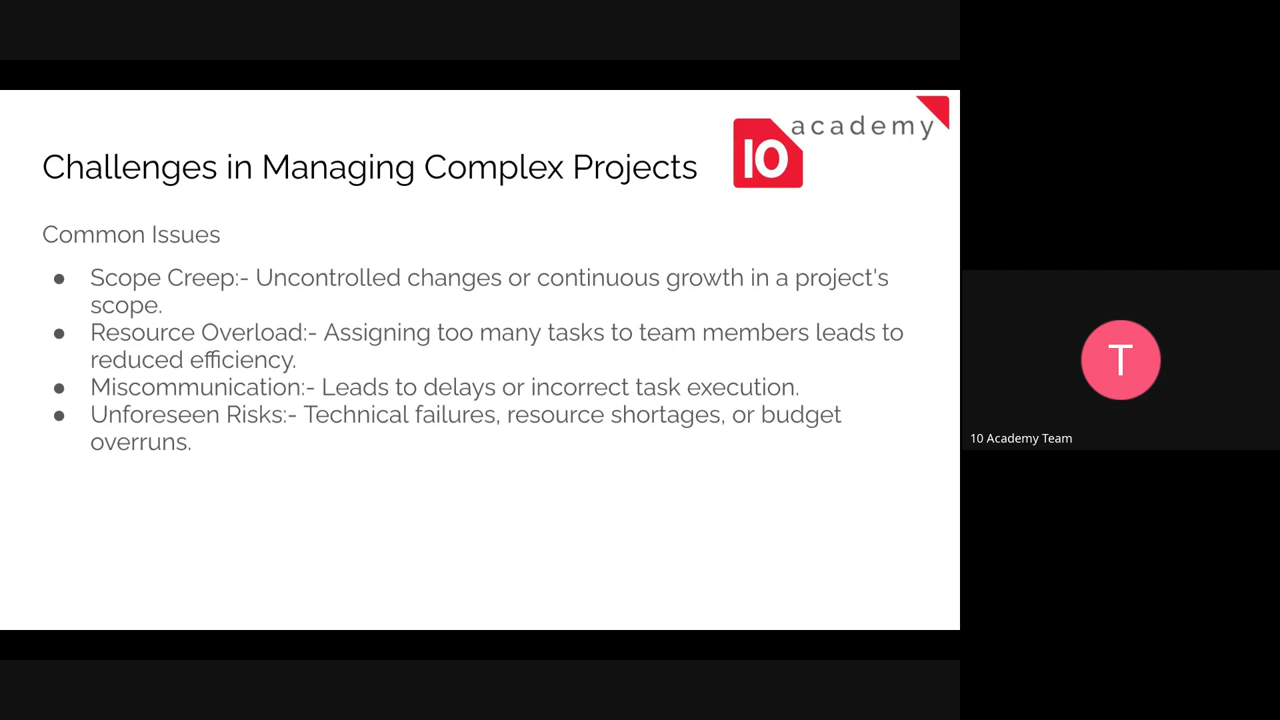 academy
10
Challenges in Managing Complex Projects
Common Issues
● Scope Creep:- Uncontrolled changes or continuous growth in a project's
scope.
● Resource Overload:- Assigning too many tasks to team members leads to
reduced efficiency.
● Miscommunication:- Leads to delays or incorrect task execution.
● Unforeseen Risks:- Technical failures, resource shortages, or budget
overruns.
T
10 Academy Team